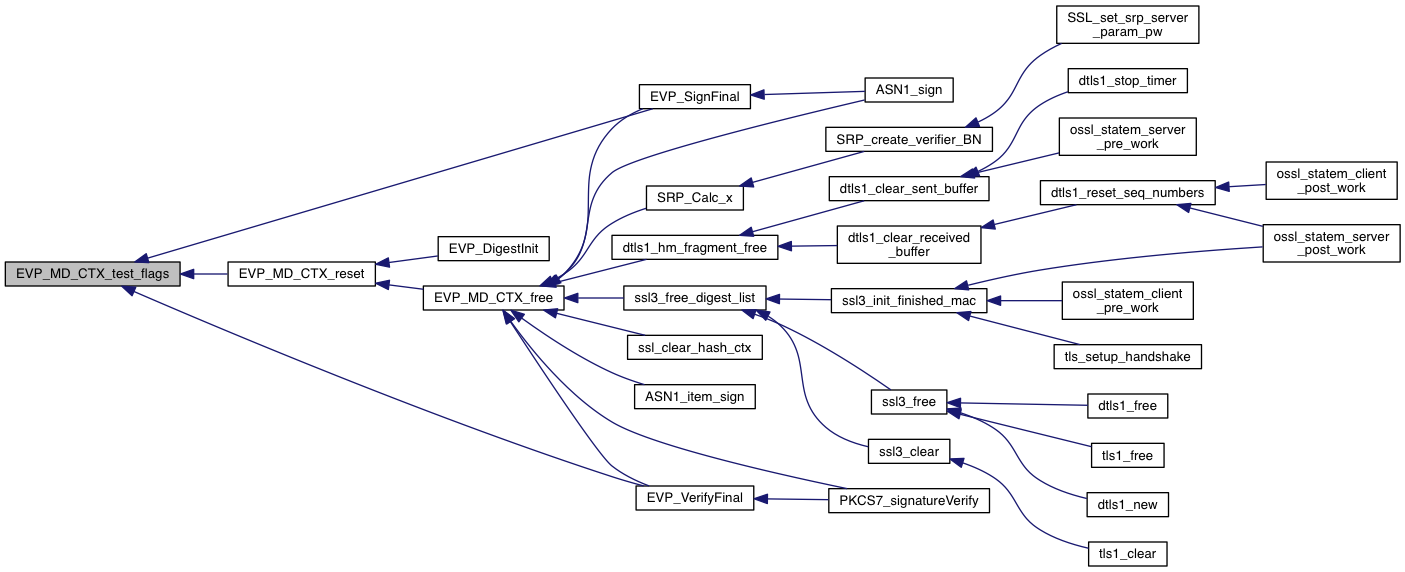 EVP_MD_CTX_test_flags
EVP_MD_CTX_reset
EVP_DigestInit
EVP_MD_CTX_free
EVP_SignFinal
ASN1_sign
SRP_Calc_x
SRP_create_verifier_BN
SSL_set_srp_server
_param_pw
dtls1_hm_fragment_free
dtls1_clear_sent_buffer
dtls1_stop_timer
ossl_statem_server
_pre_work
dtls1_clear_received
_buffer
dtls1_reset_seq_numbers
ossl_statem_client
_post_work
ossl_statem_server
_post_work
ssl3_free_digest_list
ssl3_init_finished_mac
ossl_statem_client
_pre_work
tls_setup_handshake
ssl3_free
dtls1_free
tls1_free
dtls1_new
ssl3_clear
tls1_clear
ssl_clear_hash_ctx
ASN1_item_sign
EVP_VerifyFinal
PKCS7_signatureVerify